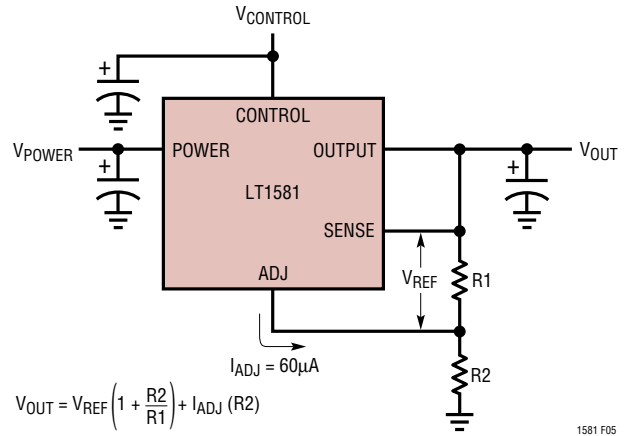 VCONTROL
+
CONTROL
VPOWER
POWER
OUTPUT
VOUT
+
+
LT1581
SENSE
ADJ
VREF
R1
IADJ = 60µA
R2
VOUT = VREF(1 + R2/R1) + IADJ (R2)
1581 F05